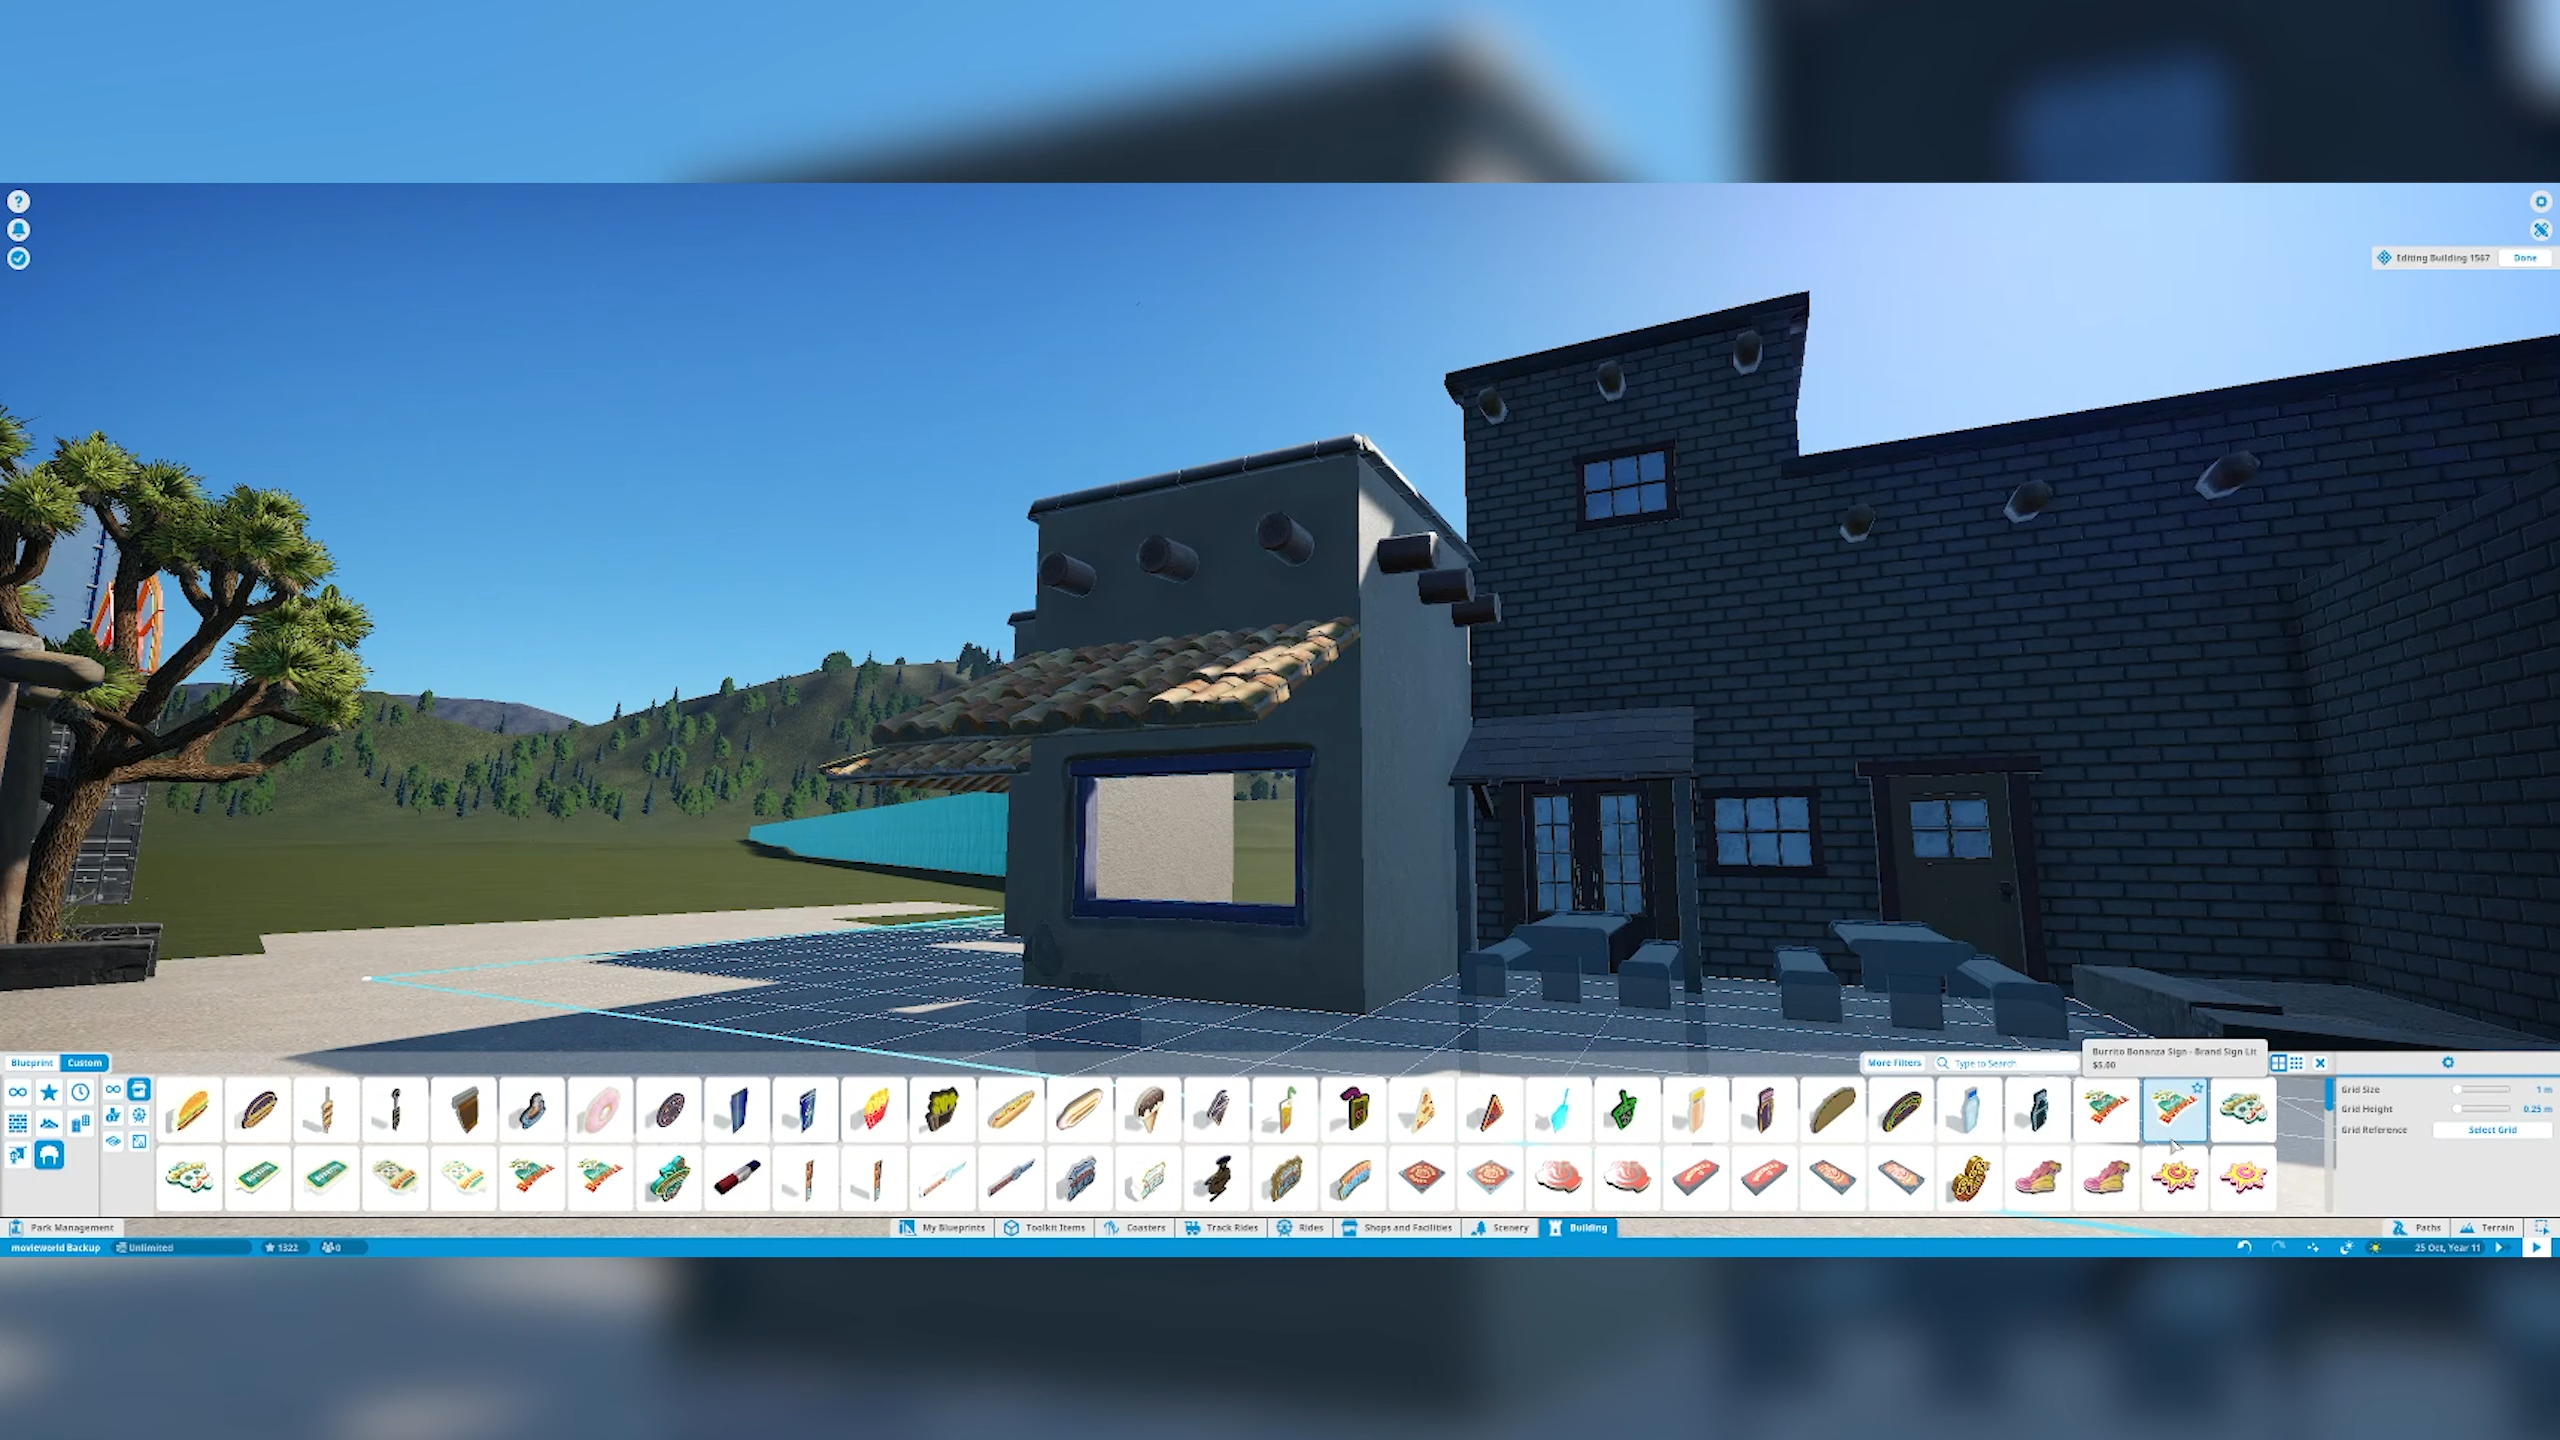 ?
Editing Building 1567
Done
Blueprint
Custom
More Filters
Type to Search
Burrito Bonanza Sign - Brand Sign Lit
$5.00
Grid Size
1 m
Grid Height
0.25 m
Grid Reference
Select Grid
Park Management
My Blueprints
Toolkit Items
Coasters
Track Rides
Rides
Shops and Facilities
Scenery
Building
Paths
Terrain
movieworld Backup
Unlimited
1322
0
25 Oct, Year 11